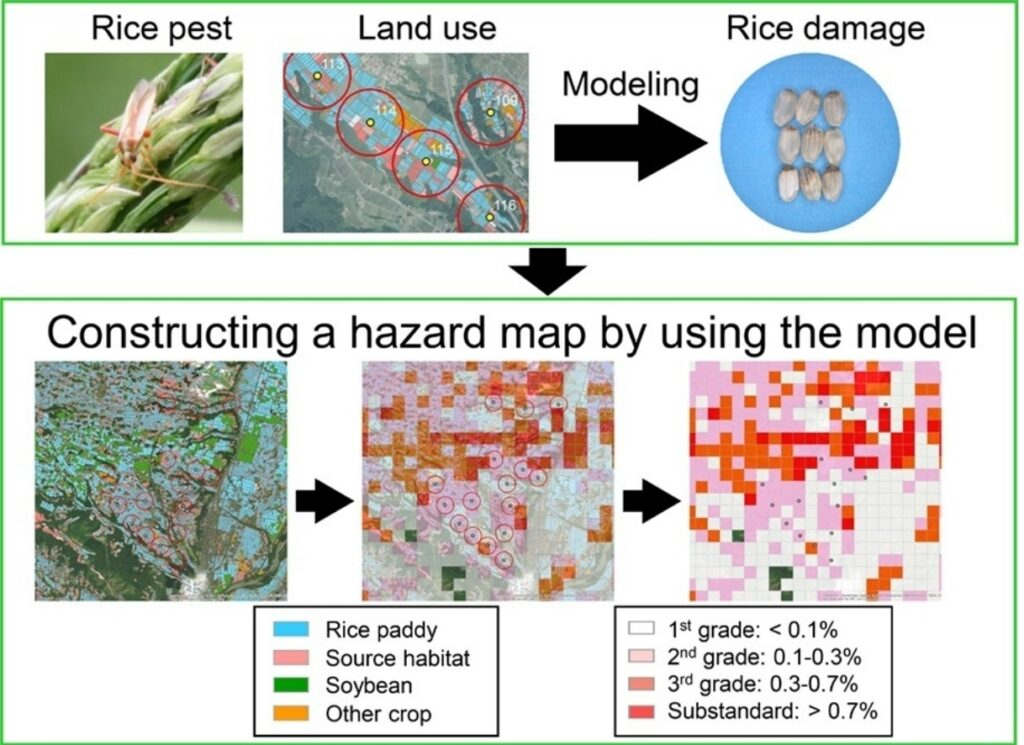 Rice pest
Land use
Rice damage
113
114
109
115
116
Modeling
Constructing a hazard map by using the model
Rice paddy
Source habitat
Soybean
Other crop
1st grade: < 0.1%
2nd grade: 0.1-0.3%
3rd grade: 0.3-0.7%
Substandard: > 0.7%